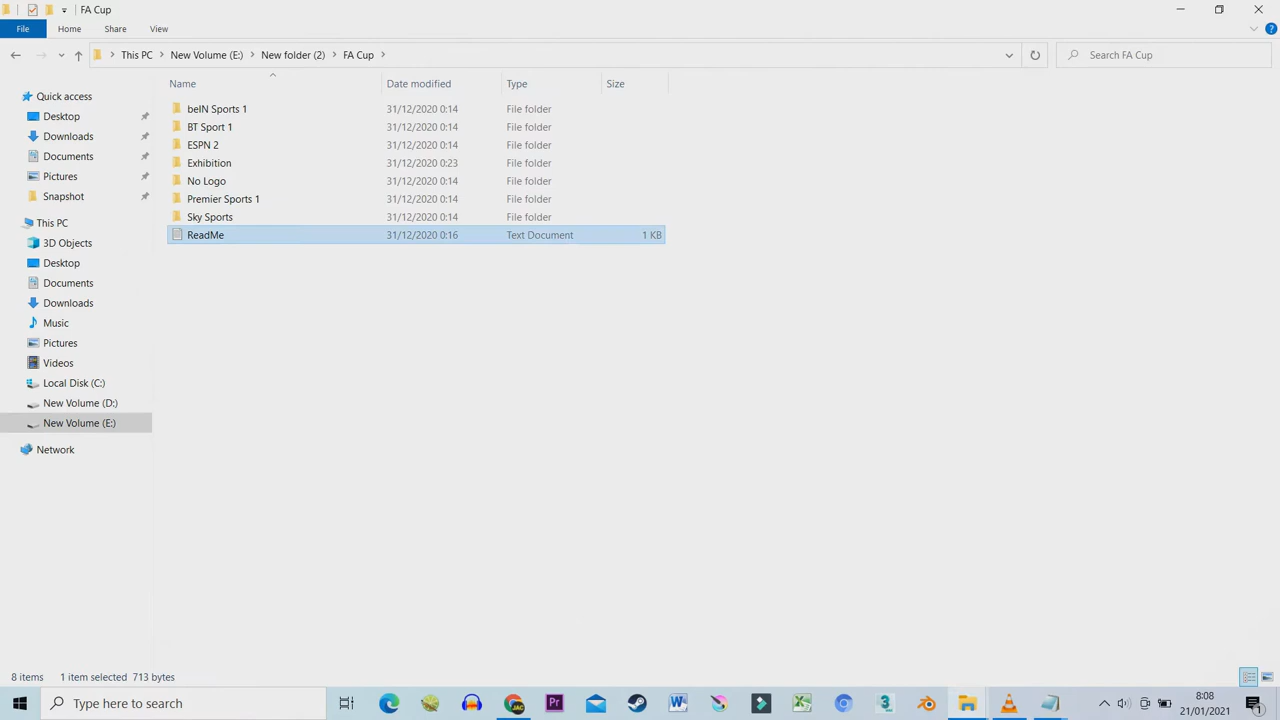 FA Cup
File Home Share View
This PC New Volume (E:) New folder (2) FA Cup Search FA Cup
Name Date modified Type Size
Quick access
Desktop
Downloads
Documents
Pictures
Snapshot
This PC
3D Objects
Desktop
Documents
Downloads
Music
Pictures
Videos
Local Disk (C:)
New Volume (D:)
New Volume (E:)
Network
beIN Sports 1 31/12/2020 0:14 File folder
BT Sport 1 31/12/2020 0:14 File folder
ESPN 2 31/12/2020 0:14 File folder
Exhibition 31/12/2020 0:23 File folder
No Logo 31/12/2020 0:14 File folder
Premier Sports 1 31/12/2020 0:14 File folder
Sky Sports 31/12/2020 0:14 File folder
ReadMe 31/12/2020 0:16 Text Document 1 KB
8 items 1 item selected 713 bytes
Type here to search
8:08
21/01/2021